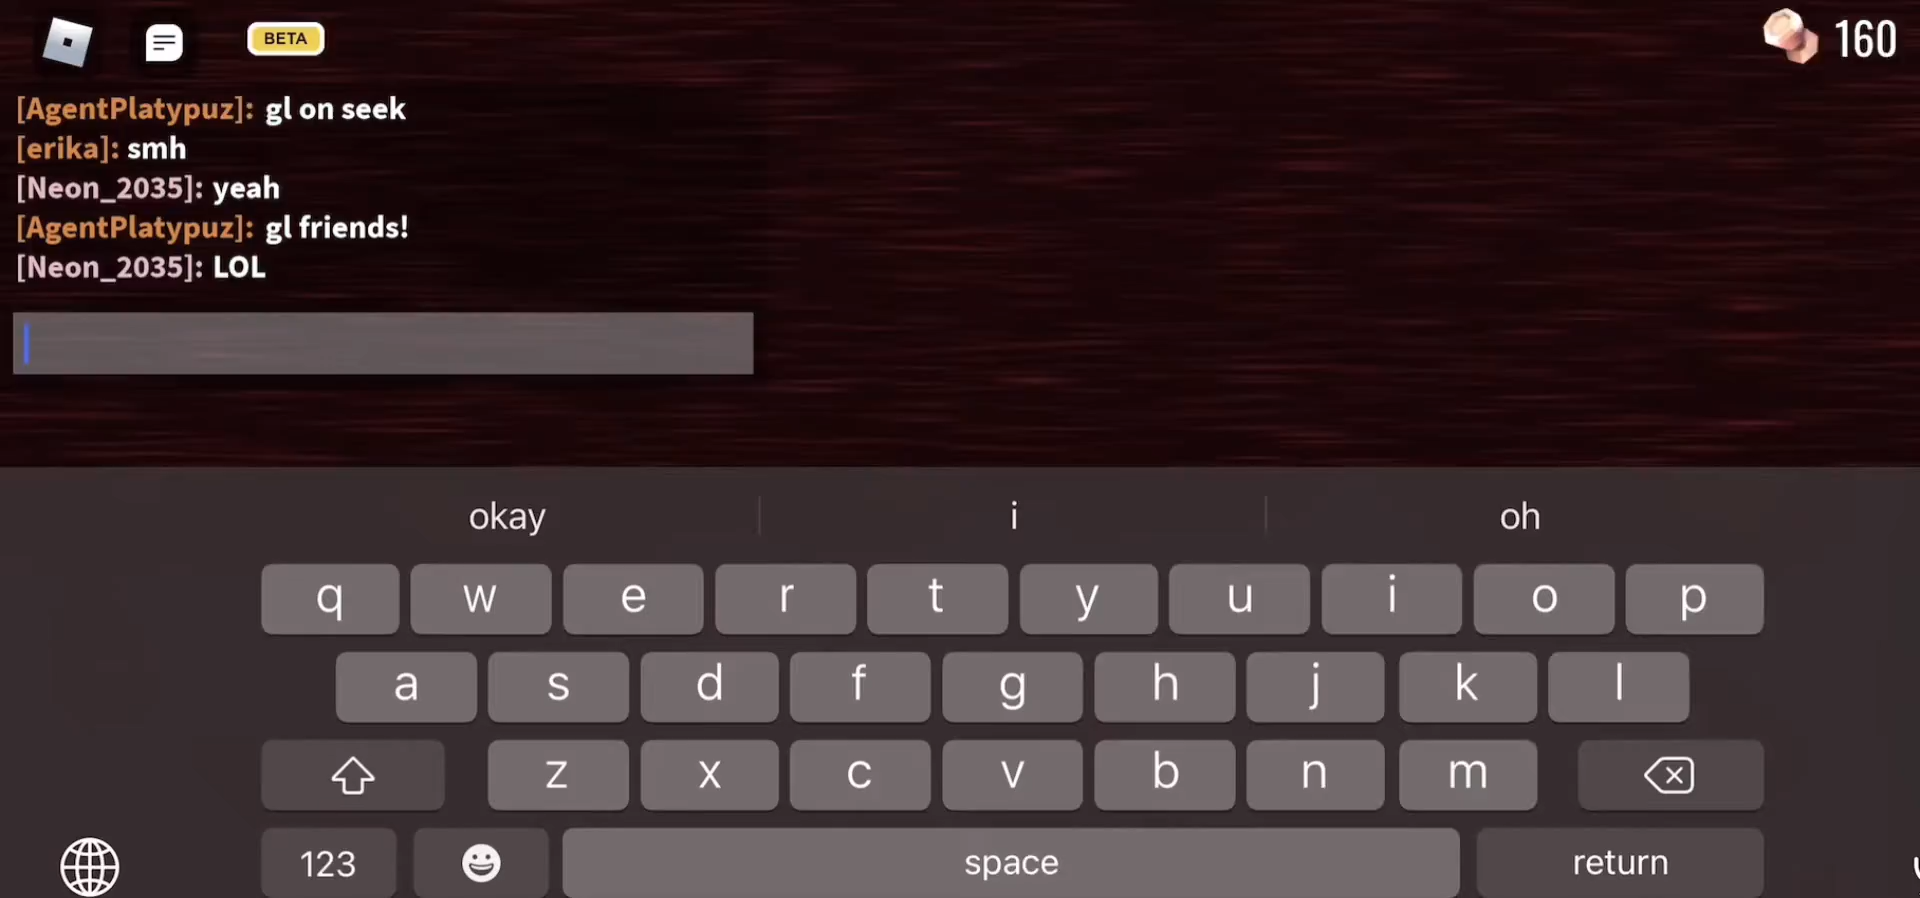 BETA
160
[AgentPlatypuz]: gl on seek
[erika]: smh
[Neon_2035]: yeah
[AgentPlatypuz]: gl friends!
[Neon_2035]: LOL
okay i oh
q w e r t y u i o p
a s d f g h j k l
z x c v b n m
123 space return